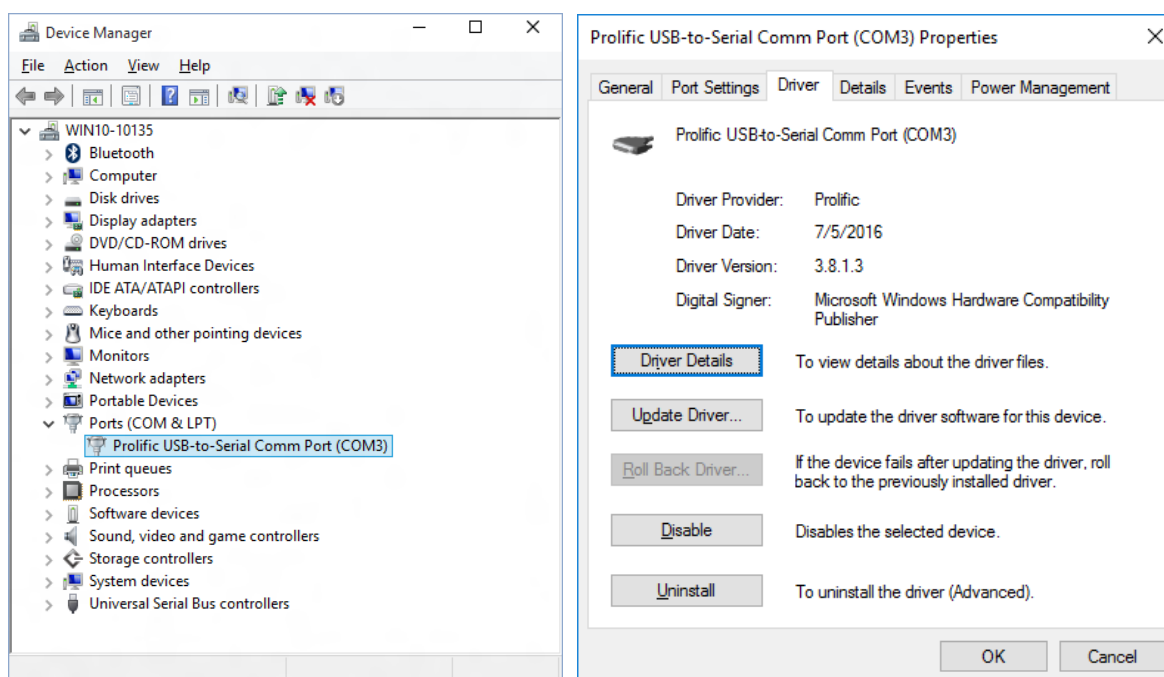 Device Manager
File Action View Help
WIN10-10135
Bluetooth
Computer
Disk drives
Display adapters
DVD/CD-ROM drives
Human Interface Devices
IDE ATA/ATAPI controllers
Keyboards
Mice and other pointing devices
Monitors
Network adapters
Portable Devices
Ports (COM & LPT)
Prolific USB-to-Serial Comm Port (COM3)
Print queues
Processors
Software devices
Sound, video and game controllers
Storage controllers
System devices
Universal Serial Bus controllers
Prolific USB-to-Serial Comm Port (COM3) Properties
General Port Settings Driver Details Events Power Management
Prolific USB-to-Serial Comm Port (COM3)
Driver Provider: Prolific
Driver Date: 7/5/2016
Driver Version: 3.8.1.3
Digital Signer: Microsoft Windows Hardware Compatibility
Publisher
Driver Details To view details about the driver files.
Update Driver... To update the driver software for this device.
Roll Back Driver... If the device fails after updating the driver, roll
back to the previously installed driver.
Disable Disables the selected device.
Uninstall To uninstall the driver (Advanced).
OK Cancel